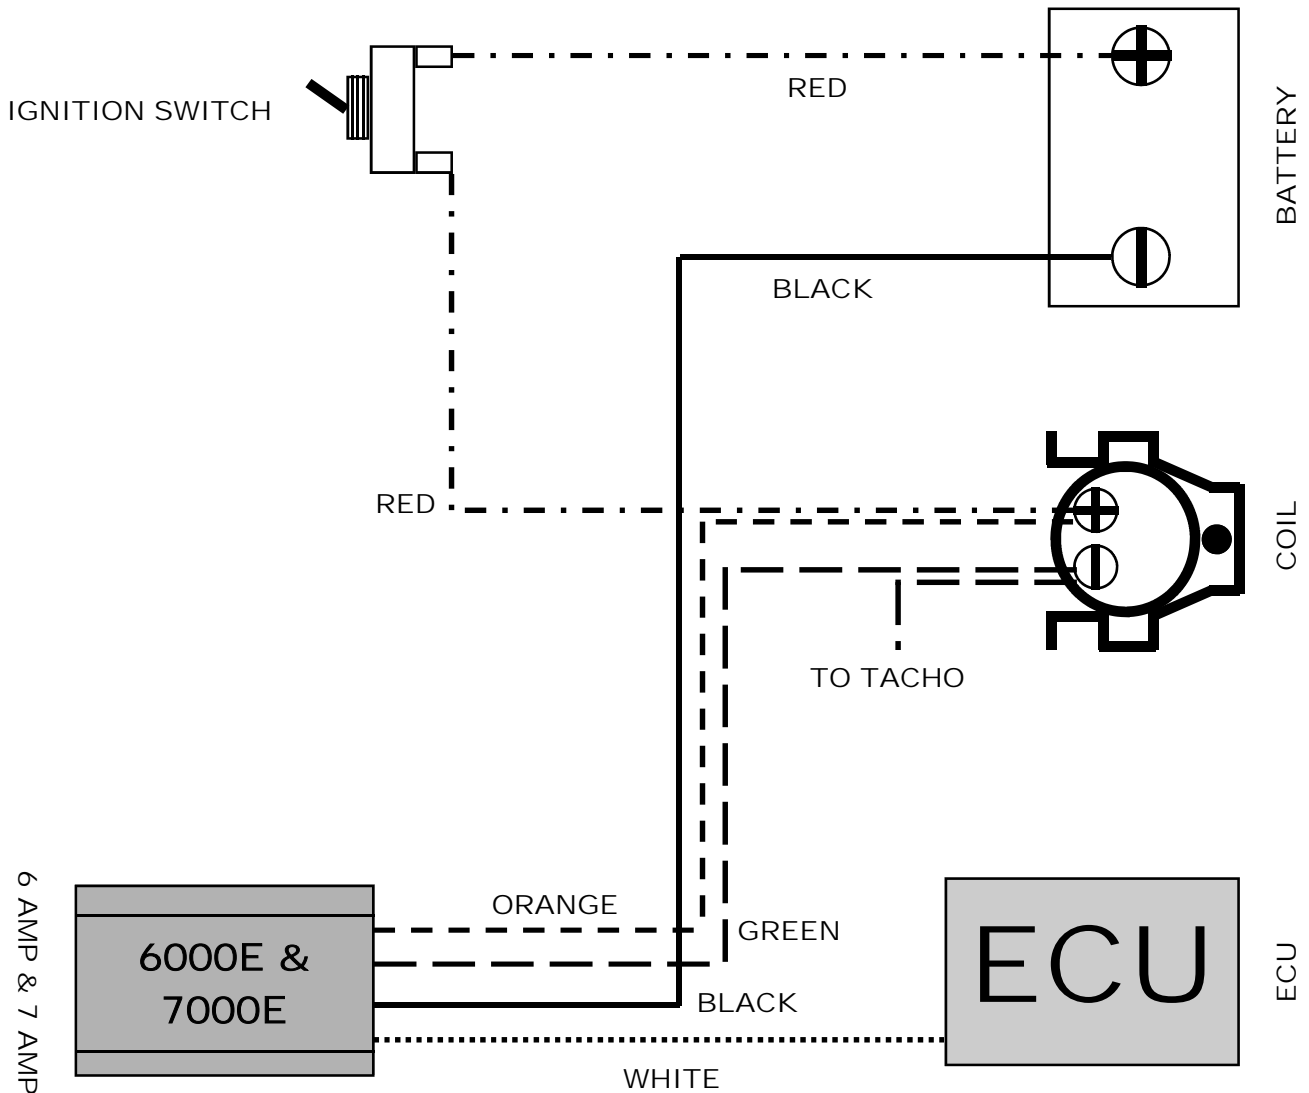 RED
IGNITION SWITCH
BATTERY
BLACK
RED
COIL
TO TACHO
ORANGE
GREEN
6 AMP & 7 AMP
6000E &
7000E
BLACK
ECU
ECU
WHITE